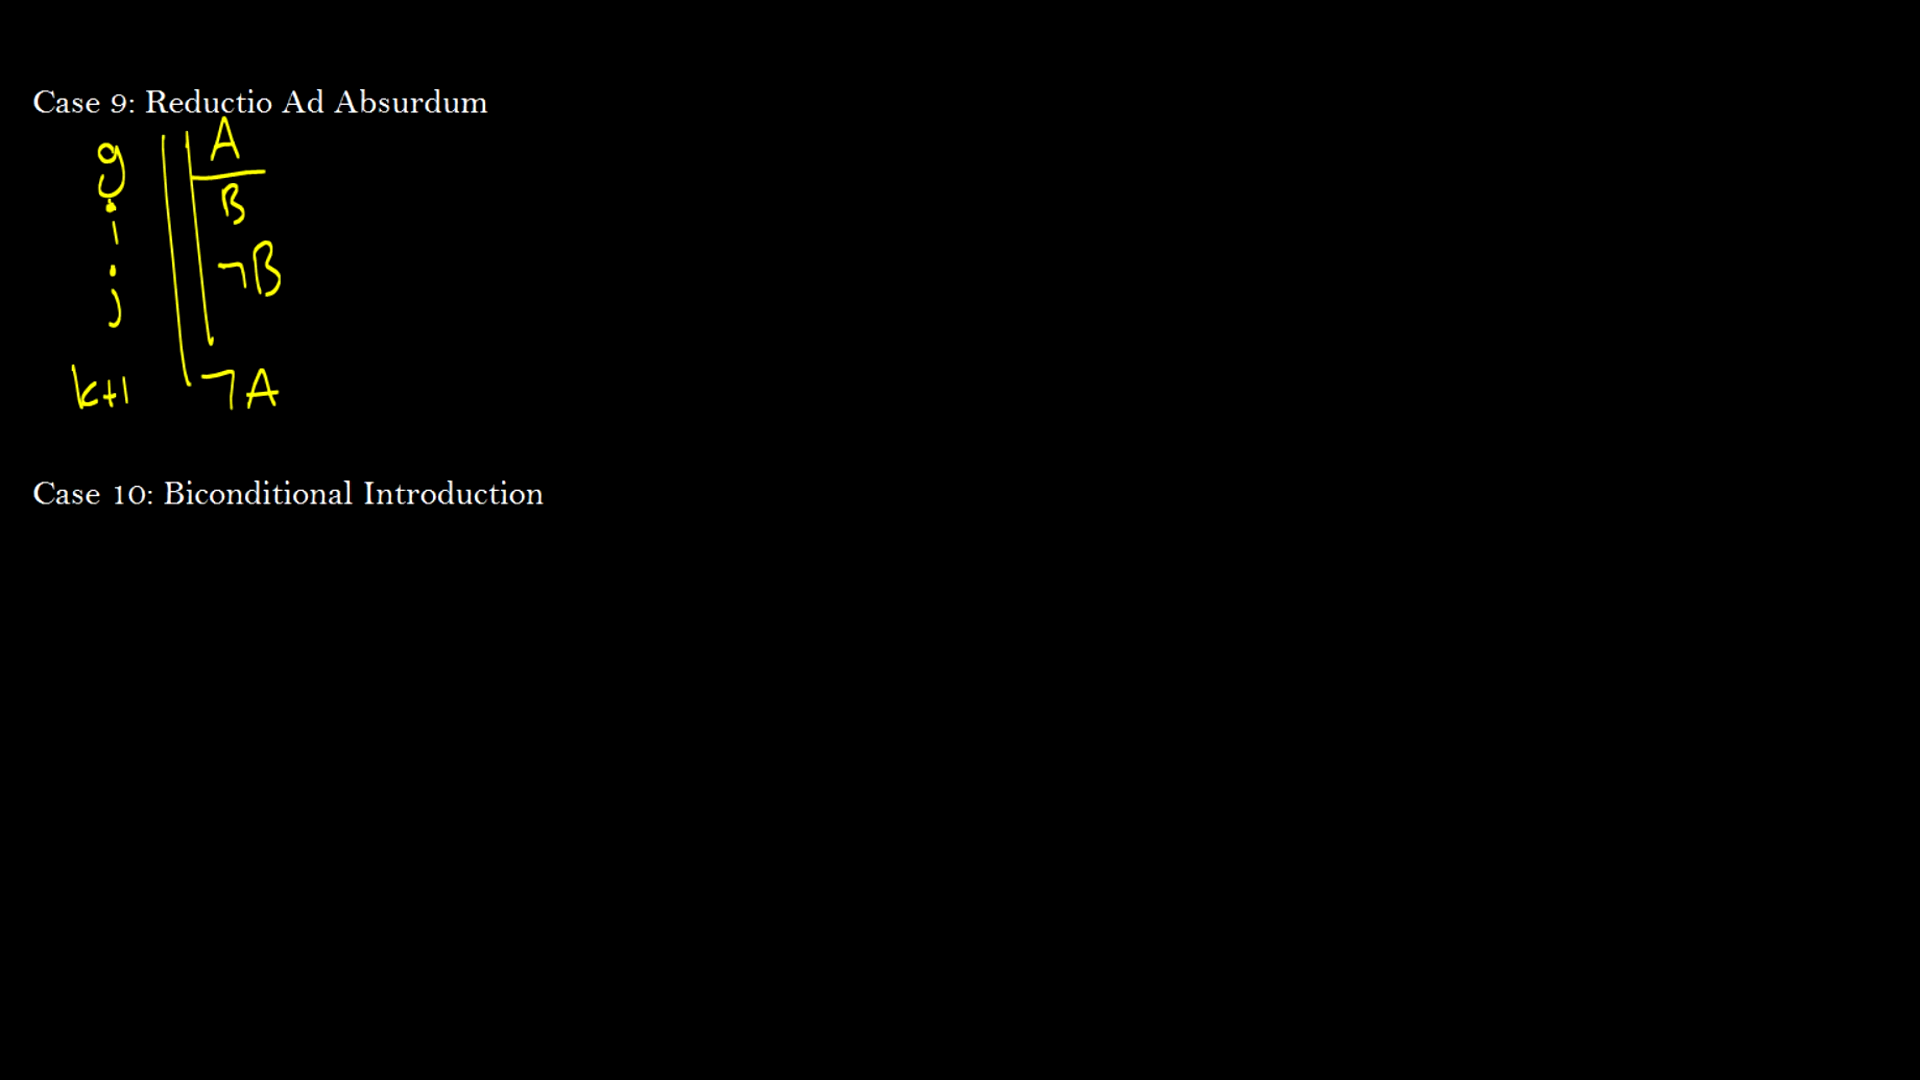 Case 9: Reductio Ad Absurdum
g A
i B
j ¬B
k+1 ¬A
Case 10: Biconditional Introduction